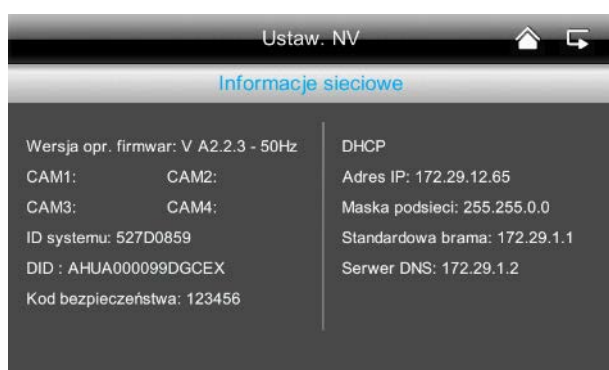 Ustaw. NV
Informacje sieciowe
Wersja opr. firmwar: V A2.2.3 - 50Hz
CAM1: CAM2:
CAM3: CAM4:
ID systemu: 527D0859
DID : AHUA000099DGCEX
Kod bezpieczeństwa: 123456
DHCP
Adres IP: 172.29.12.65
Maska podsieci: 255.255.0.0
Standardowa brama: 172.29.1.1
Serwer DNS: 172.29.1.2